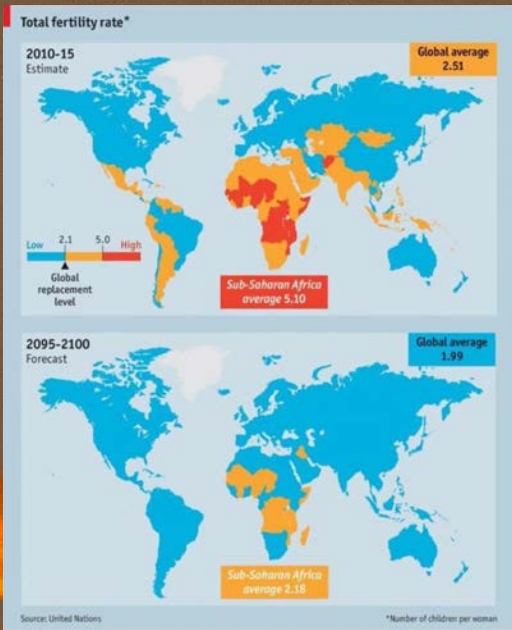 Total fertility rate*
2010-15
Estimate
Global average
2.51
Low 2.1 5.0 High
Global
replacement
level
Sub-Saharan Africa
average 5.10
2095-2100
Forecast
Global average
1.99
Sub-Saharan Africa
average 2.18
Source: United Nations
*Number of children per woman